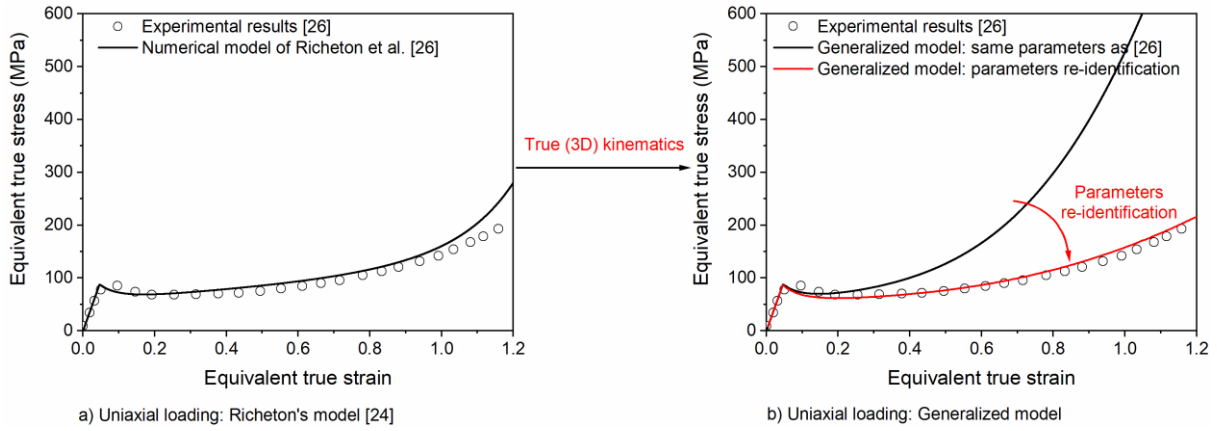 600
500
400
300
200
100
0
Equivalent true stress (MPa)
Experimental results [26]
Numerical model of Richeton et al. [26]
0.0 0.2 0.4 0.6 0.8 1.0 1.2
Equivalent true strain
a) Uniaxial loading: Richeton's model [24]
True (3D) kinematics
600
500
400
300
200
100
0
Equivalent true stress (MPa)
Experimental results [26]
Generalized model: same parameters as [26]
Generalized model: parameters re-identification
Parameters
re-identification
0.0 0.2 0.4 0.6 0.8 1.0 1.2
Equivalent true strain
b) Uniaxial loading: Generalized model